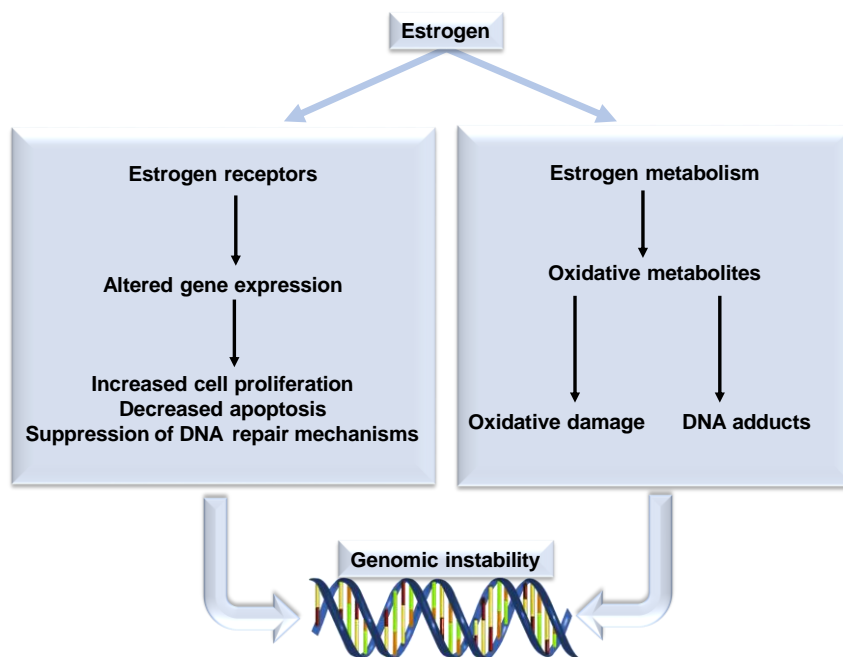 Estrogen
Estrogen receptors
Altered gene expression
Increased cell proliferation
Decreased apoptosis
Suppression of DNA repair mechanisms
Estrogen metabolism
Oxidative metabolites
Oxidative damage
DNA adducts
Genomic instability